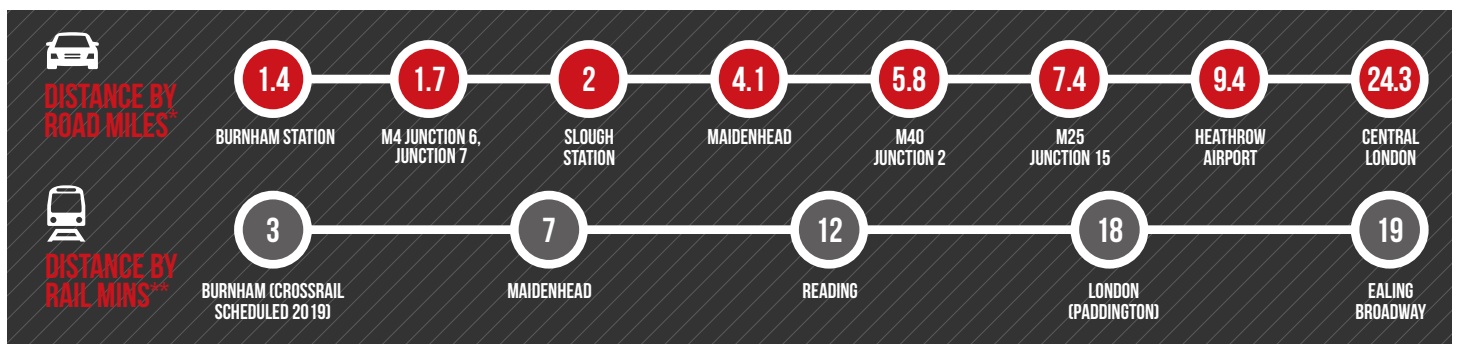 DISTANCE BY
ROAD MILES*
1.4
1.7
2
4.1
5.8
7.4
9.4
24.3
BURNHAM STATION
M4 JUNCTION 6,
JUNCTION 7
SLOUGH
STATION
MAIDENHEAD
M40
JUNCTION 2
M25
JUNCTION 15
HEATHROW
AIRPORT
CENTRAL
LONDON
DISTANCE BY
RAIL MINS**
3
7
12
18
19
BURNHAM (CROSSRAIL
SCHEDULED 2019)
MAIDENHEAD
READING
LONDON
(PADDINGTON)
EALING
BROADWAY